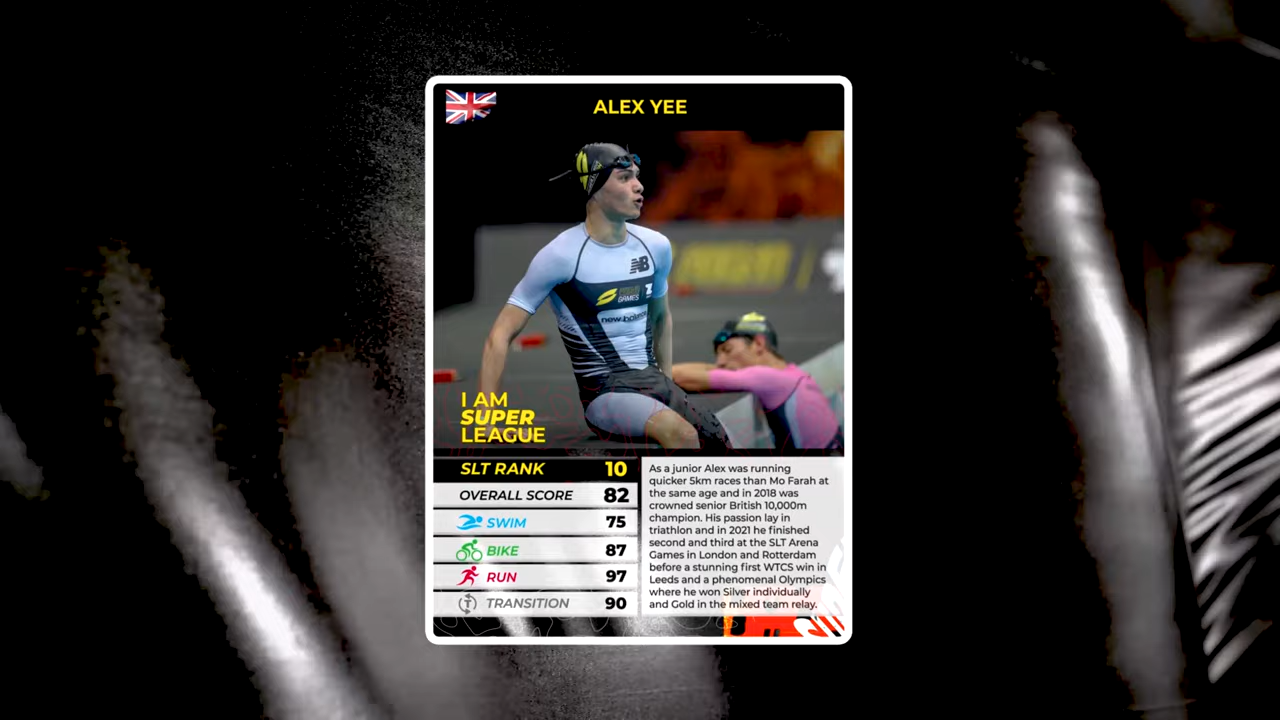 ALEX YEE
NB
GAMES
new balance
I AM
SUPER
LEAGUE
SLT RANK 10
OVERALL SCORE 82
SWIM 75
BIKE 87
RUN 97
T TRANSITION 90
As a junior Alex was running
quicker 5km races than Mo Farah at
the same age and in 2018 was
crowned senior British 10,000m
champion. His passion lay in
triathlon and in 2021 he finished
second and third at the SLT Arena
Games in London and Rotterdam
before a stunning first WTCS win in
Leeds and a phenomenal Olympics
where he won Silver individually
and Gold in the mixed team relay.